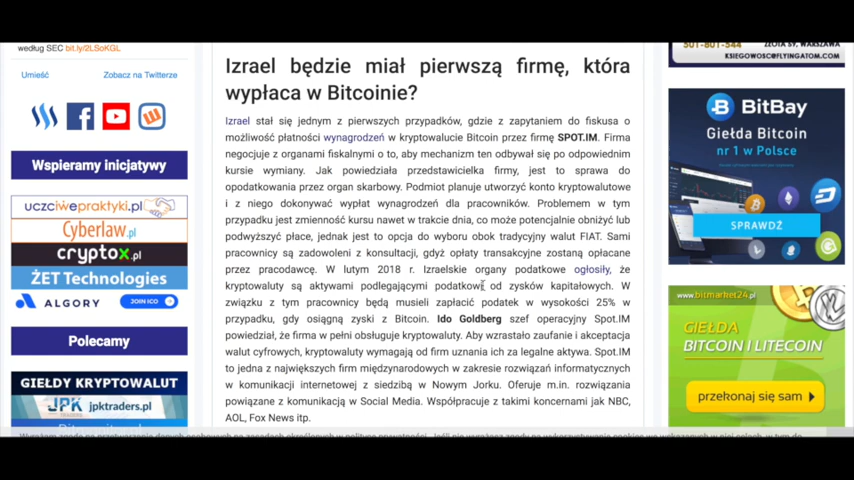 według SEC bit.ly/2LSoKGL
Umieść
Zobacz na Twitterze
Wspieramy inicjatywy
uczciwepraktyki.pl
Cyberlaw.pl
cryptox.pl
ŻET Technologies
ALGORY
JOIN ICO
Polecamy
GIEŁDY KRYPTOWALUT
JPK jpktraders.pl
Izrael będzie miał pierwszą firmę, która
wypłaca w Bitcoinie?
Izrael stał się jednym z pierwszych przypadków, gdzie z zapytaniem do fiskusa o
możliwość płatności wynagrodzeń w kryptowalucie Bitcoin przez firmę SPOT.IM. Firma
negocjuje z organami fiskalnymi o to, aby mechanizm ten odbywał się po odpowiednim
kursie wymiany. Jak powiedziała przedstawicielka firmy, jest to sprawa do
opodatkowania przez organ skarbowy. Podmiot planuje utworzyć konto kryptowalutowe
i z niego dokonywać wypłat wynagrodzeń dla pracowników. Problemem w tym
przypadku jest zmienność kursu nawet w trakcie dnia, co może potencjalnie obniżyć lub
podwyższyć płace, jednak jest to opcja do wyboru obok tradycyjny walut FIAT. Sami
pracownicy są zadowoleni z konsultacji, gdyż opłaty transakcyjne zostaną opłacane
przez pracodawcę. W lutym 2018 r. Izraelskie organy podatkowe ogłosiły, że
kryptowaluty są aktywami podlegającymi podatkowe od zysków kapitałowych. W
związku z tym pracownicy będą musieli zapłacić podatek w wysokości 25% w
przypadku, gdy osiągną zyski z Bitcoin. Ido Goldberg szef operacyjny Spot.IM
powiedział, że firma w pełni obsługuje kryptowaluty. Aby wzrastało zaufanie i akceptacja
walut cyfrowych, kryptowaluty wymagają od firm uznania ich za legalne aktywa. Spot.IM
to jedna z największych firm międzynarodowych w zakresie rozwiązań informatycznych
w komunikacji internetowej z siedzibą w Nowym Jorku. Oferuje m.in. rozwiązania
powiązane z komunikacją w Social Media. Współpracuje z takimi koncernami jak NBC,
AOL, Fox News itp.
501-801-544
ZŁOTA 59, WARSZAWA
KSIEGOWOSC@FLYINGATOM.COM
BitBay
Giełda Bitcoin
nr 1 w Polsce
SPRAWDŹ
www.bitmarket24.pl
GIEŁDA
BITCOIN I LITECOIN
przekonaj się sam